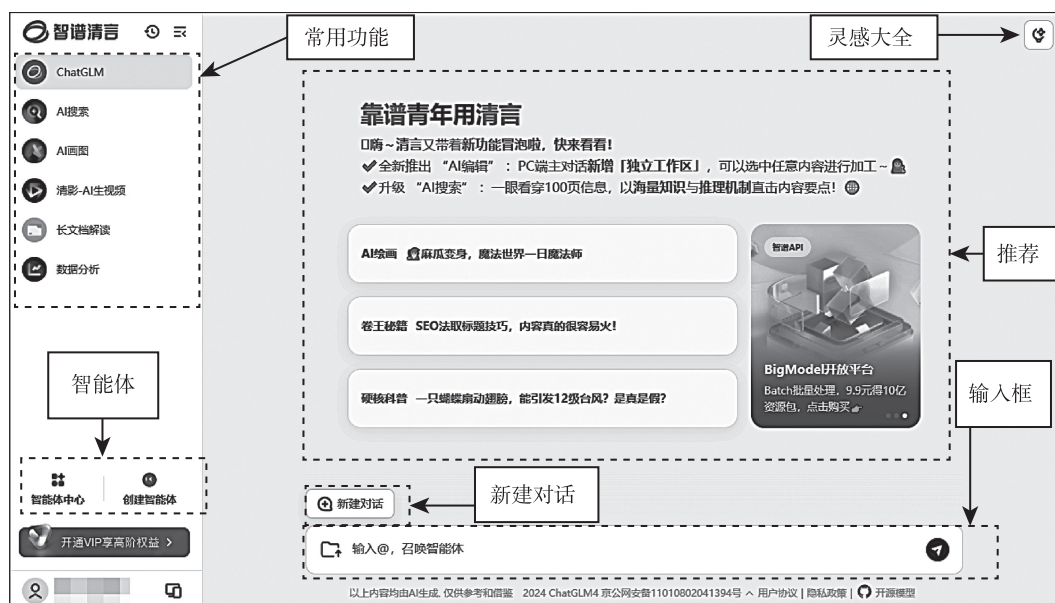 智谱清言
常用功能
灵感大全
ChatGLM
AI搜索
AI画图
清影-AI生视频
长文档解读
数据分析
靠谱青年用清言
嗨~清言又带着新功能冒泡啦，快来看看！
全新推出 “AI编辑” ：PC端主对话新增「独立工作区」，可以选中任意内容进行加工~
升级 “AI搜索” ：一眼看穿100页信息，以海量知识与推理机制直击内容要点！
AI绘画 麻瓜变身，魔法世界一日魔法师
卷王秘籍 SEO法取标题技巧，内容真的很容易火！
硬核科普 一只蝴蝶扇动翅膀，能引发12级台风？是真是假？
智谱API
BigModel开放平台
Batch批量处理，9.9元得10亿
资源包，点击购买
推荐
智能体
输入框
智能体中心
创建智能体
新建对话
新建对话
开通VIP享高阶权益 >
输入@，召唤智能体
以上内容均由AI生成, 仅供参考和借鉴 2024 ChatGLM4 京公网安备11010802041394号 用户协议 | 隐私政策 | 开源模型